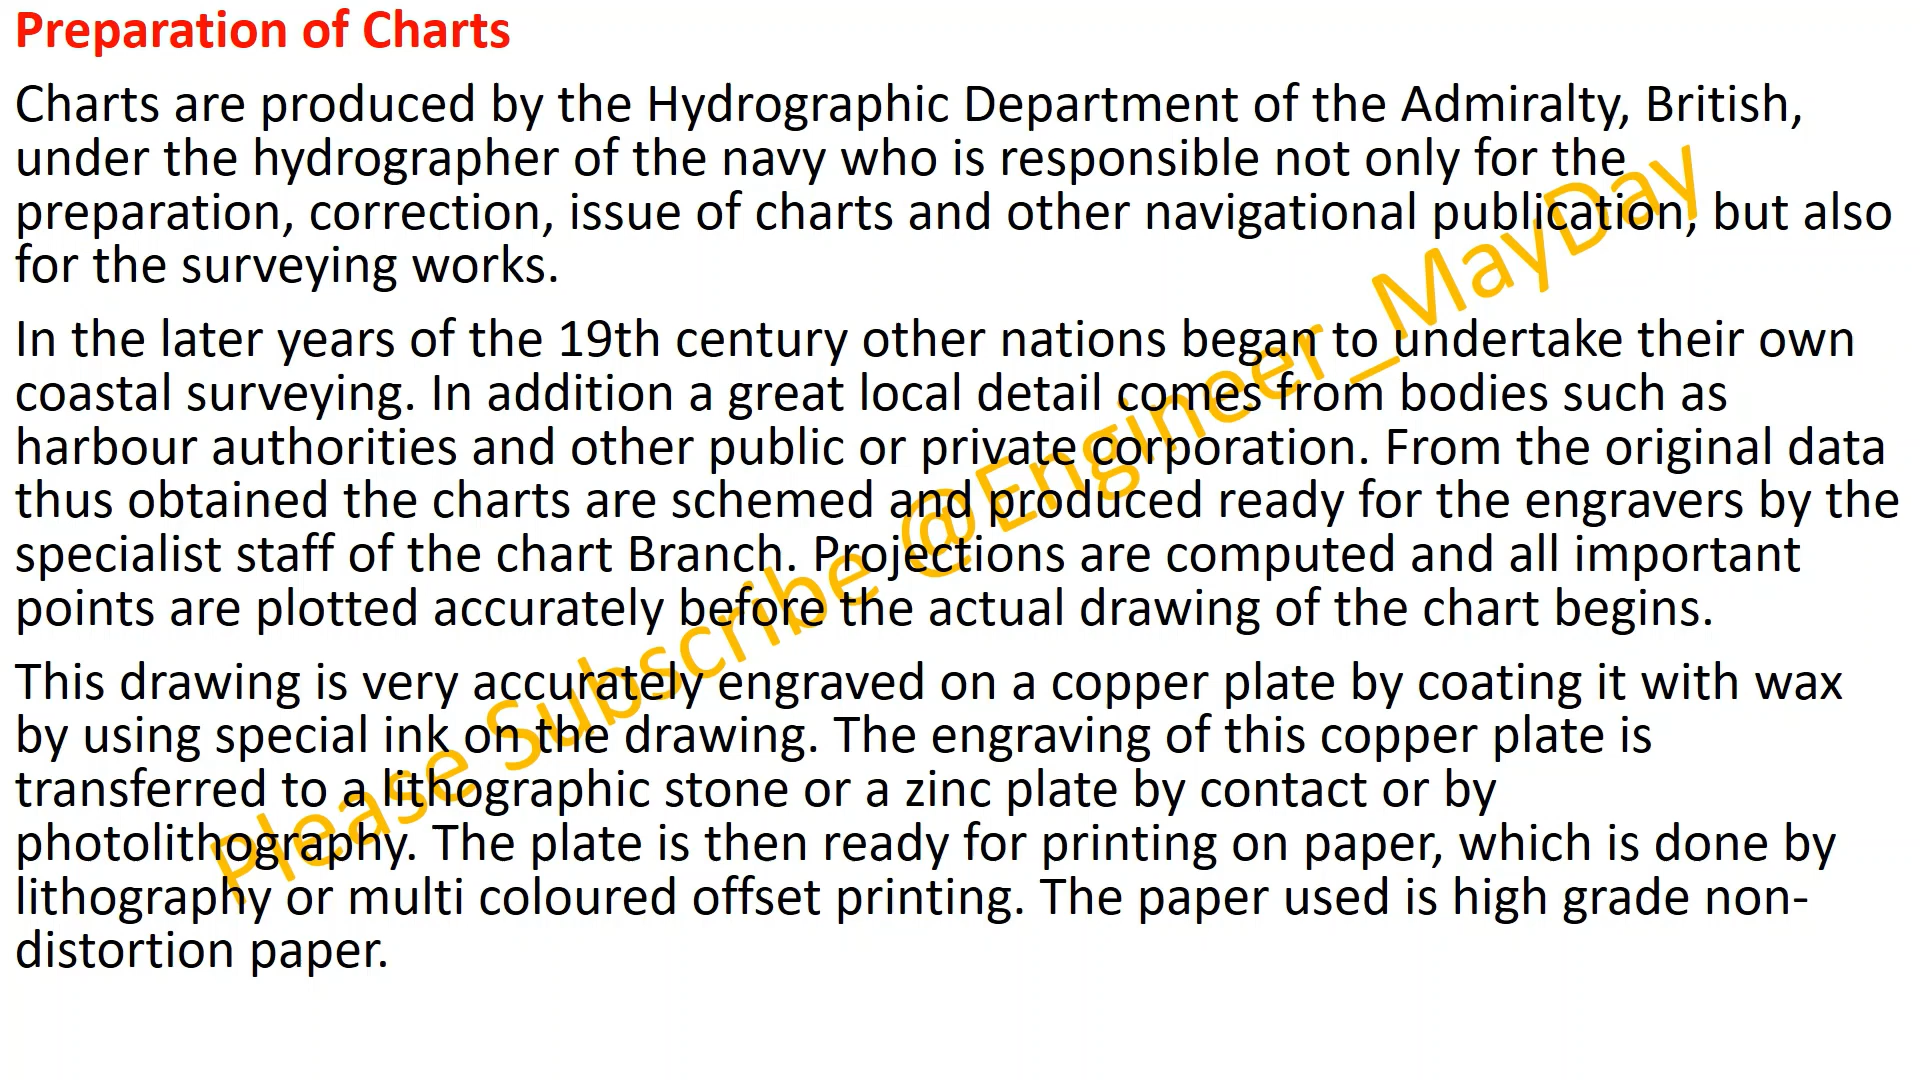 Preparation of Charts
Charts are produced by the Hydrographic Department of the Admiralty, British,
under the hydrographer of the navy who is responsible not only for the
preparation, correction, issue of charts and other navigational publication, but also
for the surveying works.
In the later years of the 19th century other nations began to undertake their own
coastal surveying. In addition a great local detail comes from bodies such as
harbour authorities and other public or private corporation. From the original data
thus obtained the charts are schemed and produced ready for the engravers by the
specialist staff of the chart Branch. Projections are computed and all important
points are plotted accurately before the actual drawing of the chart begins.
This drawing is very accurately engraved on a copper plate by coating it with wax
by using special ink on the drawing. The engraving of this copper plate is
transferred to a lithographic stone or a zinc plate by contact or by
photolithography. The plate is then ready for printing on paper, which is done by
lithography or multi coloured offset printing. The paper used is high grade non-
distortion paper.
Please Subscribe @Engineer_MayDay